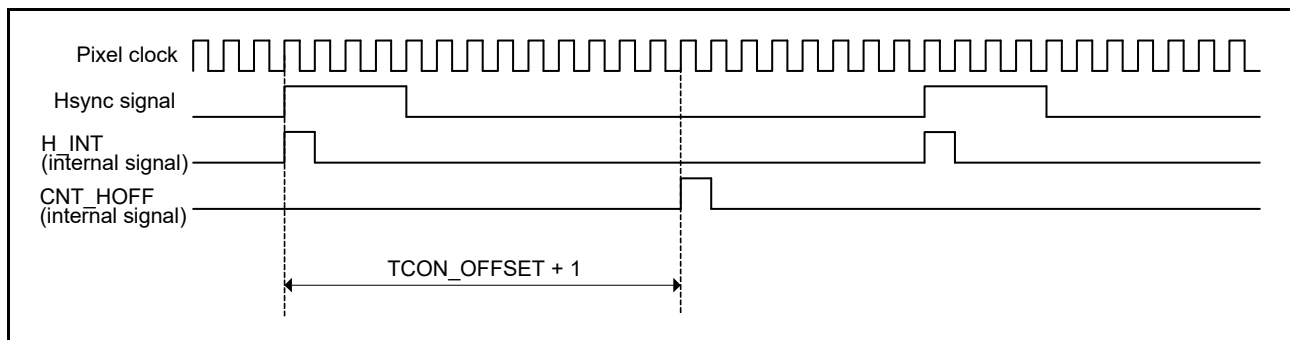 Pixel clock
Hsync signal
H_INT
(internal signal)
CNT_HOFF
(internal signal)
TCON_OFFSET + 1